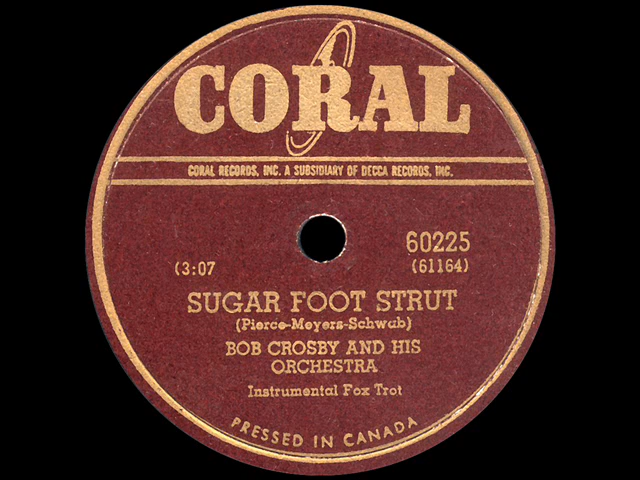 CORAL
CORAL RECORDS, INC. A SUBSIDIARY OF DECCA RECORDS, INC.
60225
(3:07 (61164)
SUGAR FOOT STRUT
(Pierce-Meyers-Schwab)
BOB CROSBY AND HIS
ORCHESTRA
Instrumental Fox Trot
PRESSED IN CANADA